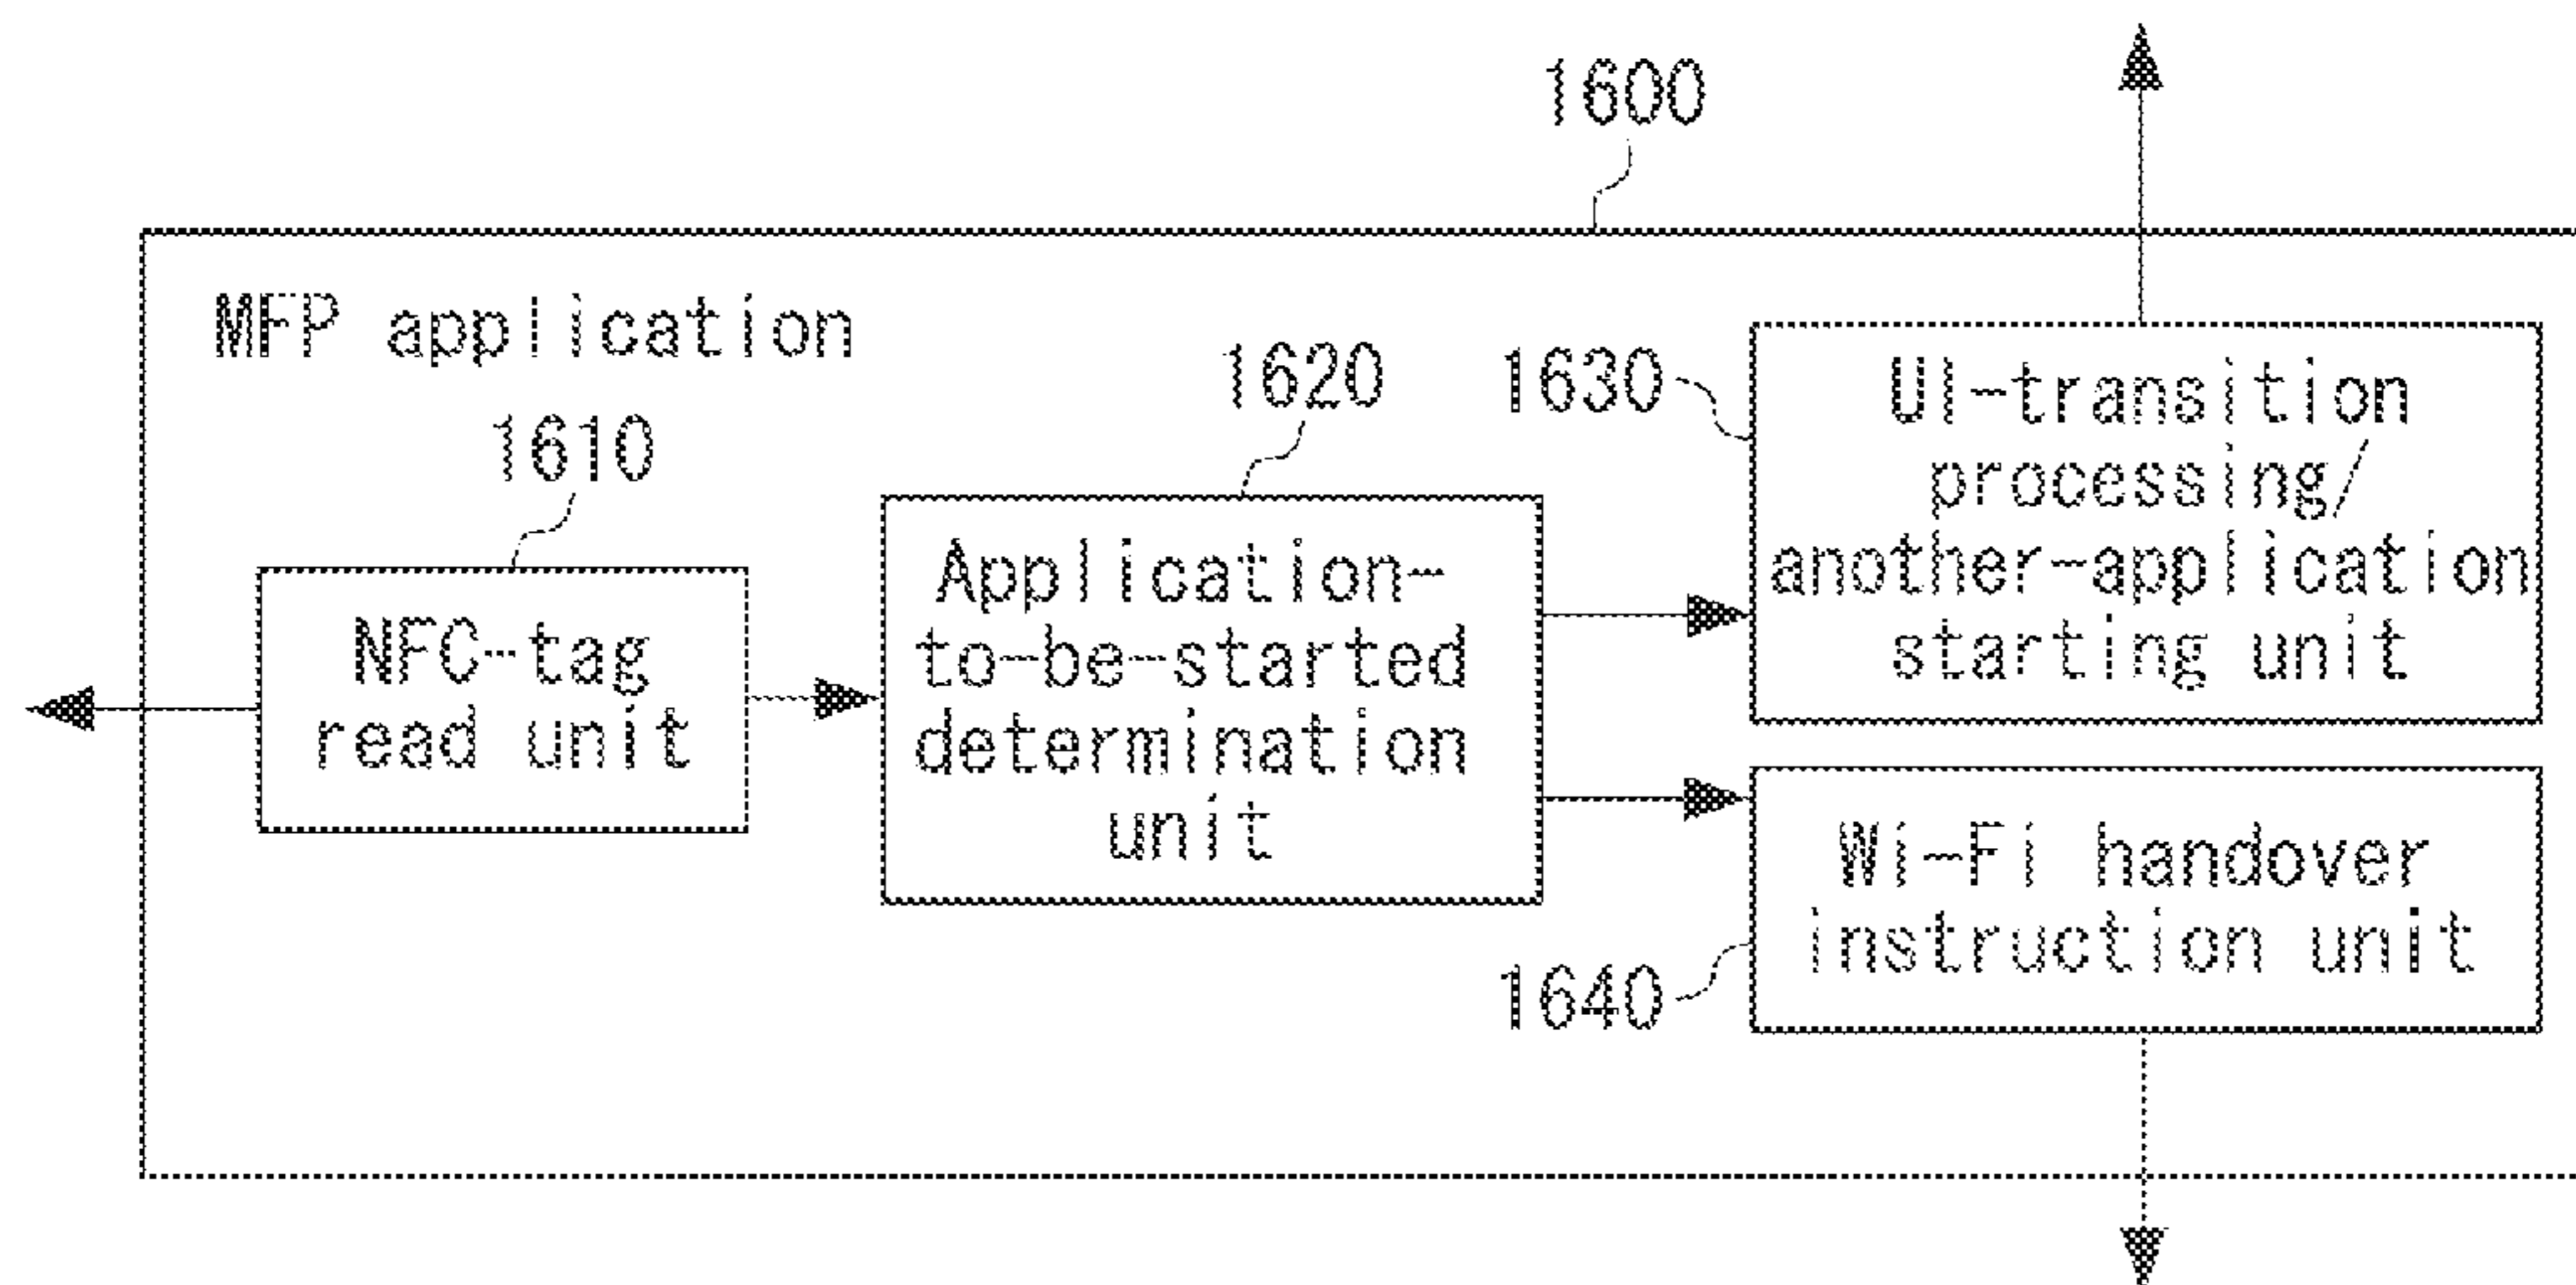 1600
MFP application
1610
NFC-tag
read unit
1620
Application-
to-be-started
determination
unit
1630
UI-transition
processing/
another-application
starting unit
1640
Wi-Fi handover
instruction unit